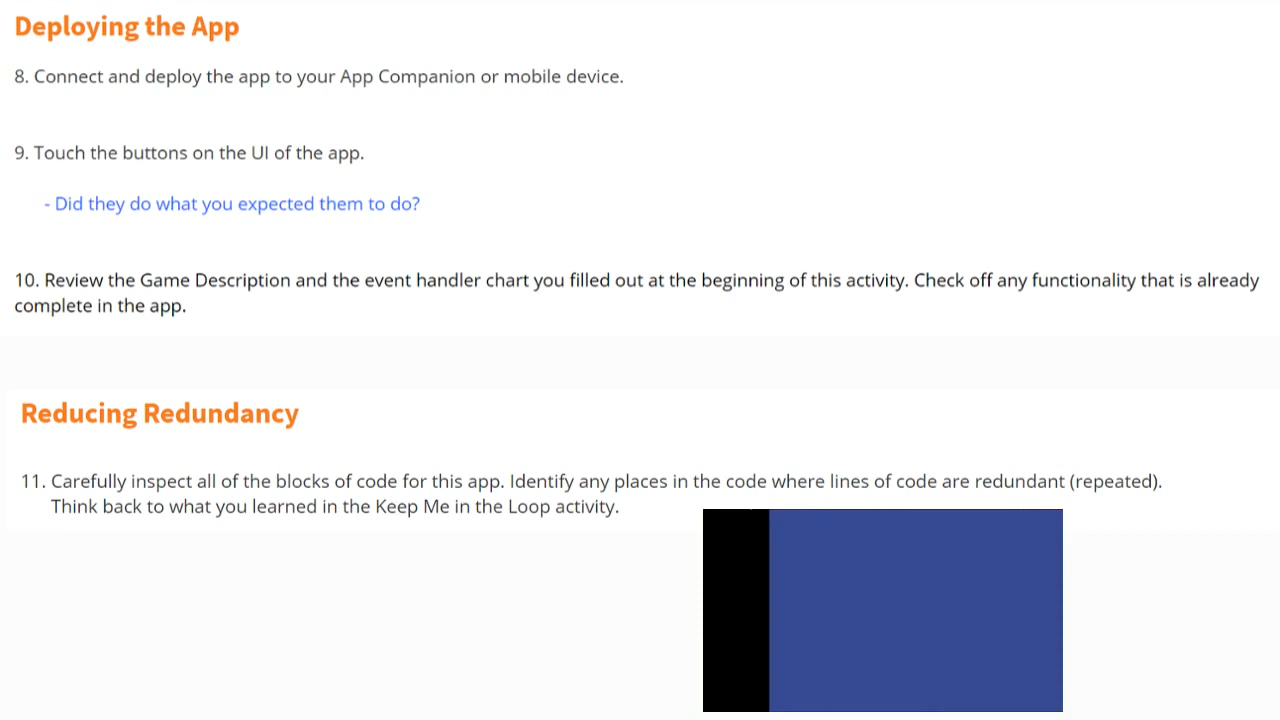 Deploying the App
8. Connect and deploy the app to your App Companion or mobile device.
9. Touch the buttons on the UI of the app.
- Did they do what you expected them to do?
10. Review the Game Description and the event handler chart you filled out at the beginning of this activity. Check off any functionality that is already
complete in the app.
Reducing Redundancy
11. Carefully inspect all of the blocks of code for this app. Identify any places in the code where lines of code are redundant (repeated).
Think back to what you learned in the Keep Me in the Loop activity.